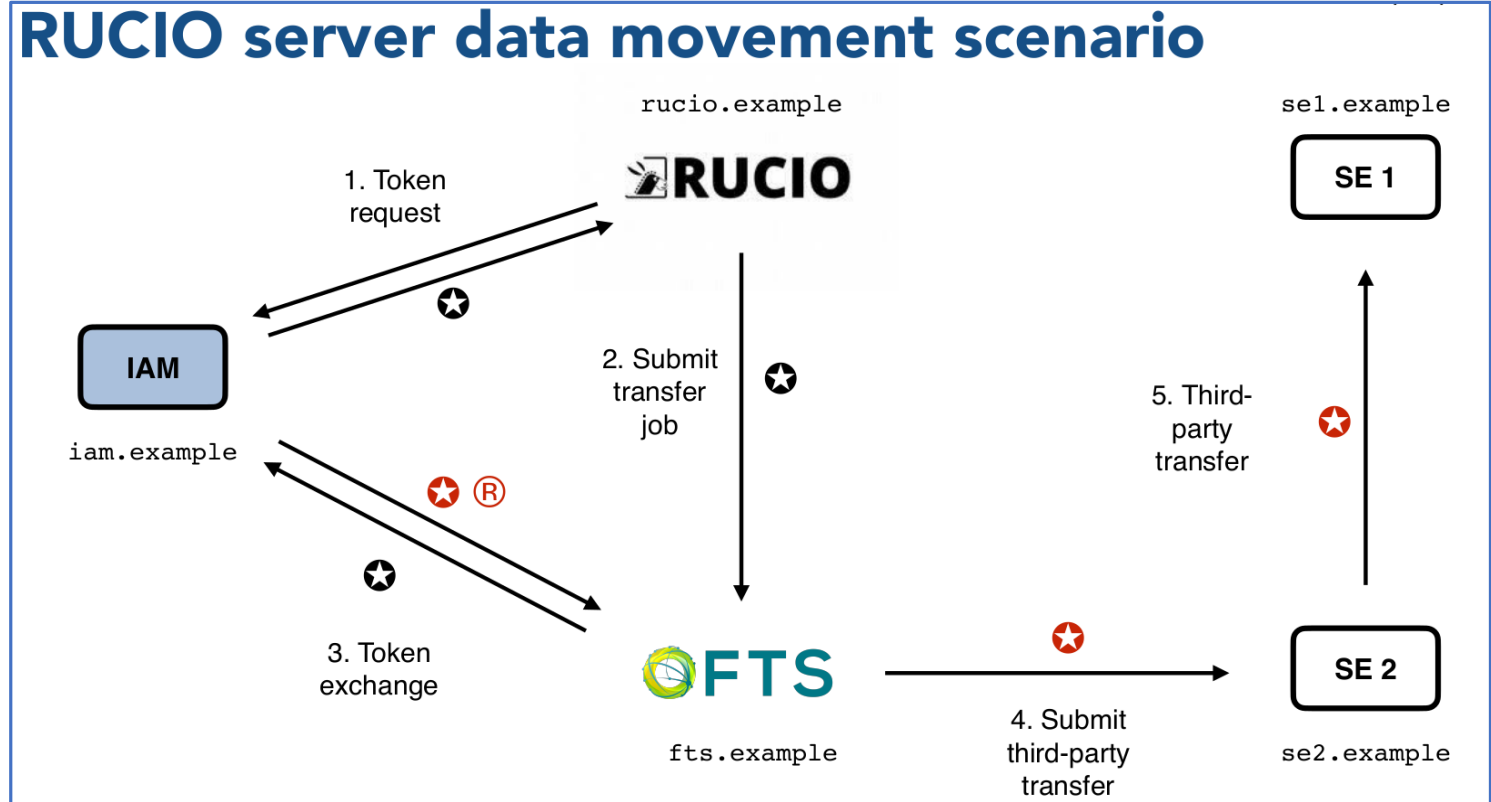 RUCIO server data movement scenario
rucio.example
RUCIO
se1.example
SE 1
1. Token
request
IAM
iam.example
2. Submit
transfer
job
5. Third-
party
transfer
®
3. Token
exchange
FTS
fts.example
4. Submit
third-party
transfer
SE 2
se2.example